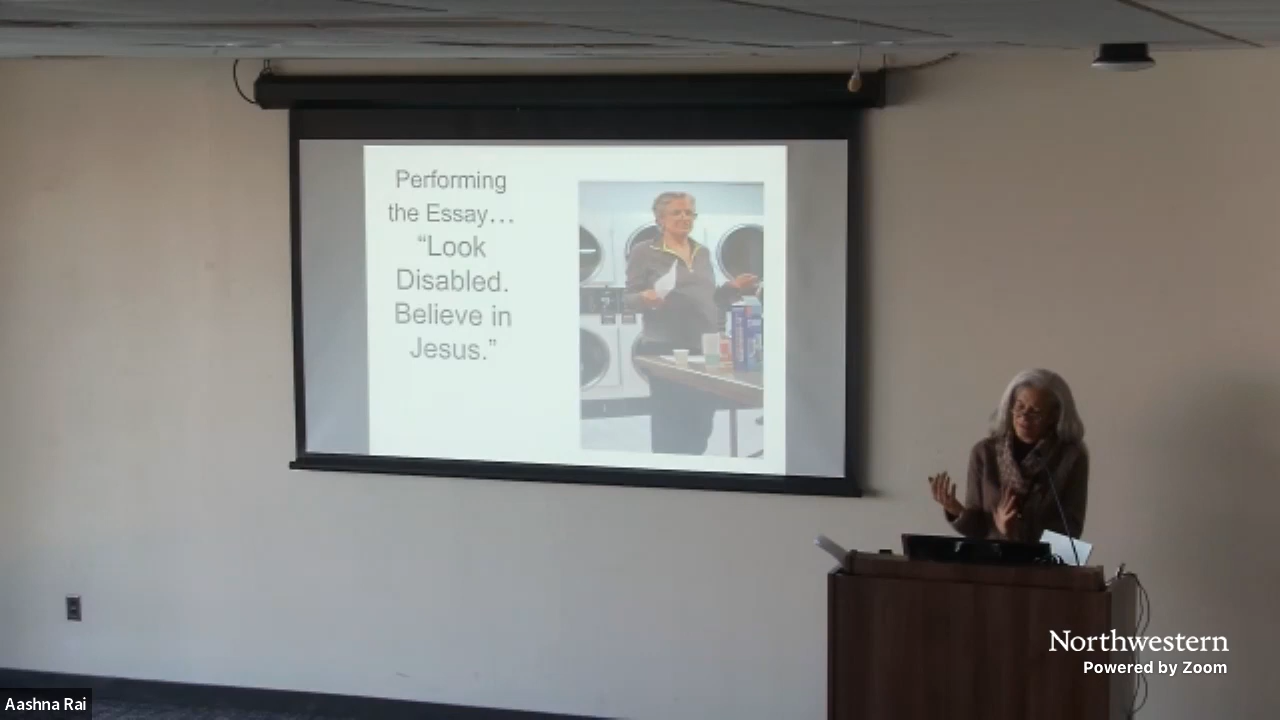 Performing
the Essay…
“Look
Disabled.
Believe in
Jesus.”
Northwestern
Powered by Zoom
Aashna Rai